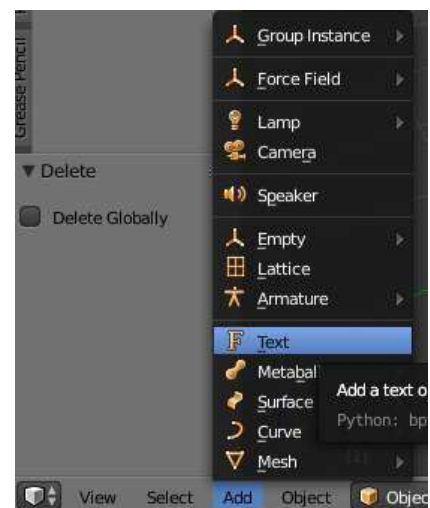 Grease Pencil
Group Instance
Force Field
Lamp
Camera
Delete
Speaker
Delete Globally
Empty
Lattice
Armature
Text
Metabal
Add a text o
Surface
Python: bp
Curve
Mesh
View Select Add Object Objec